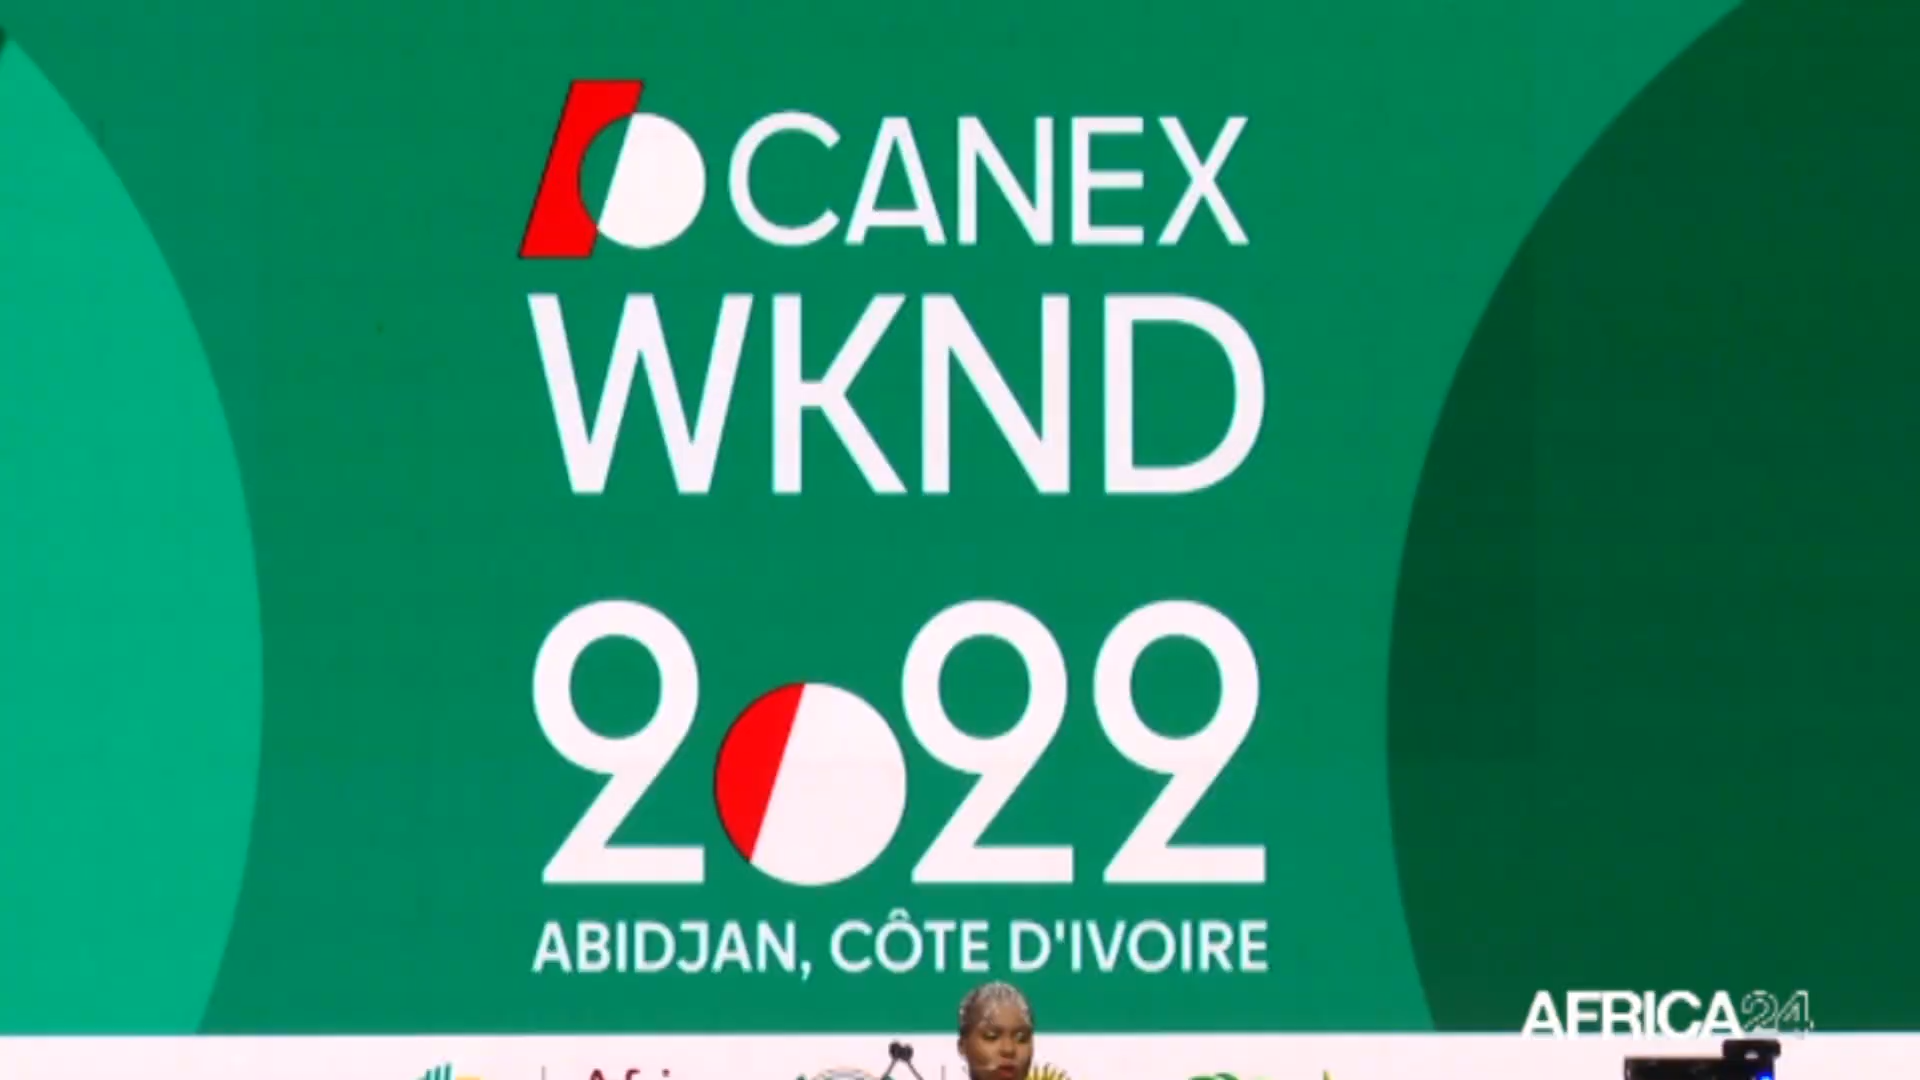 CANEX
WKND
2022
ABIDJAN, CÔTE D'IVOIRE
AFRICA24